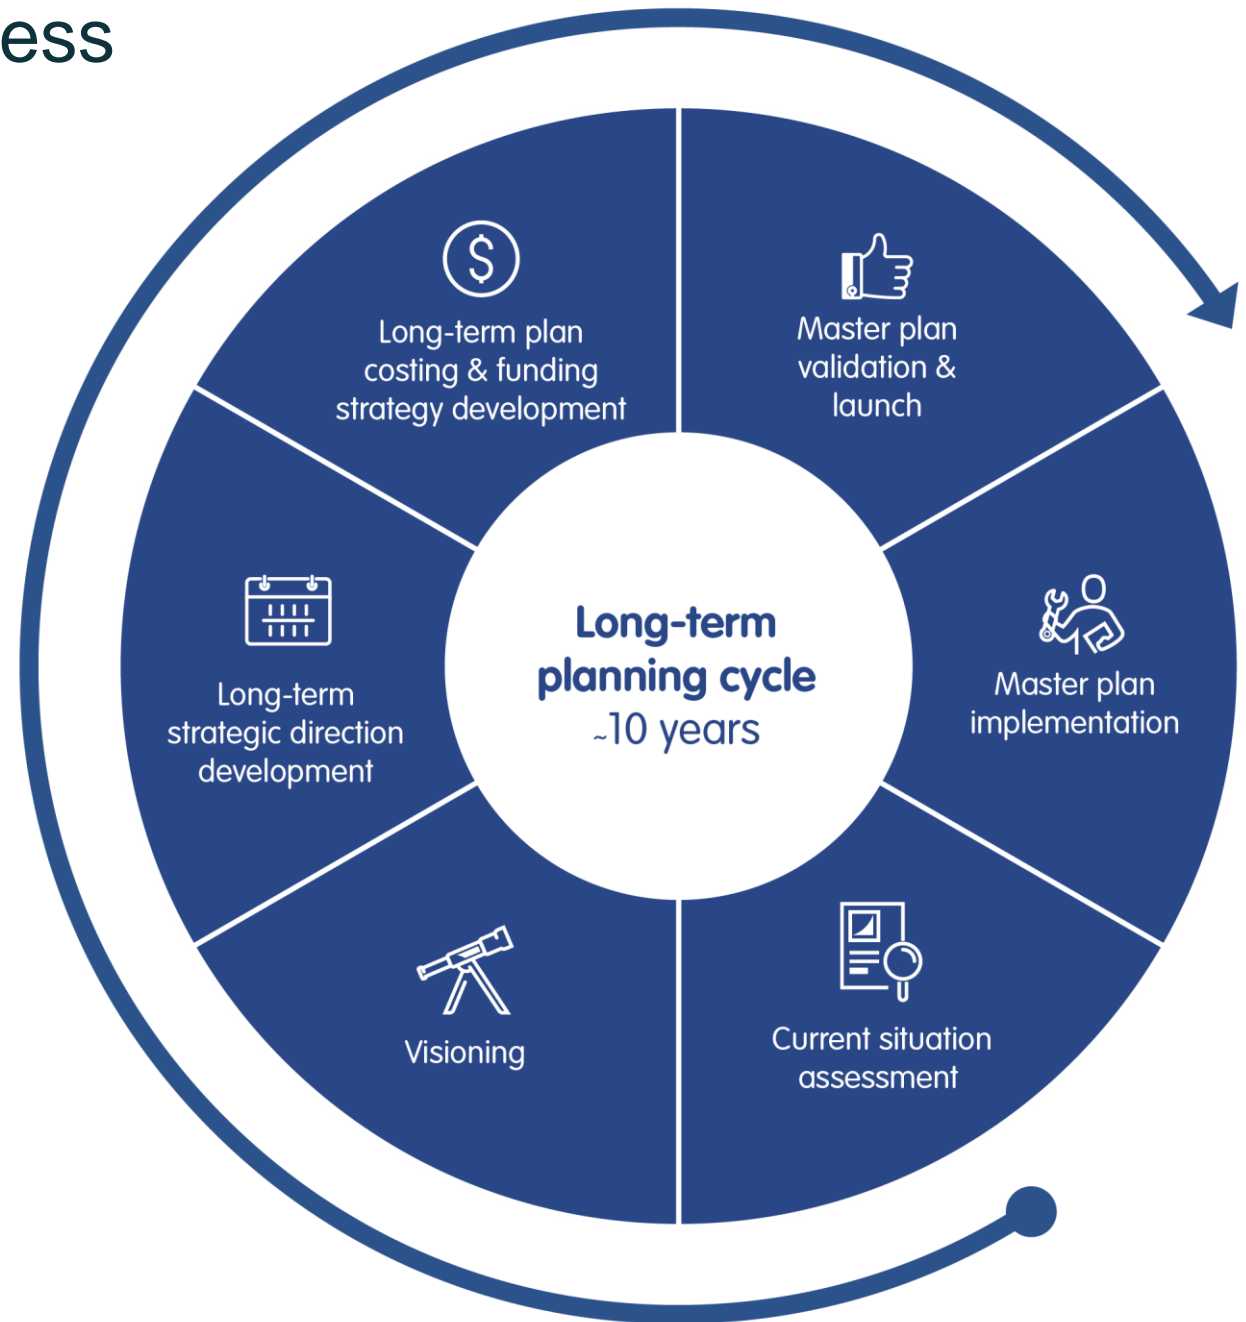 ess
Long-term plan
costing & funding
strategy development
Master plan
validation &
launch
Long-term
strategic direction
development
Long-term
planning cycle
~10 years
Master plan
implementation
Visioning
Current situation
assessment